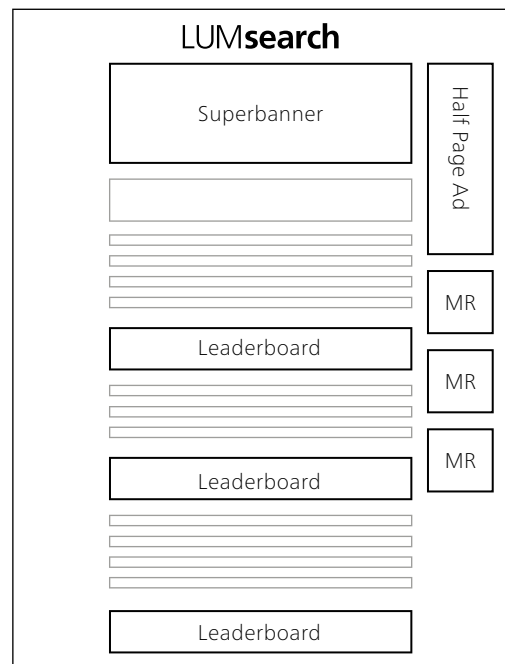 LUMsearch
Superbanner
Half Page Ad
MR
Leaderboard
MR
MR
Leaderboard
Leaderboard